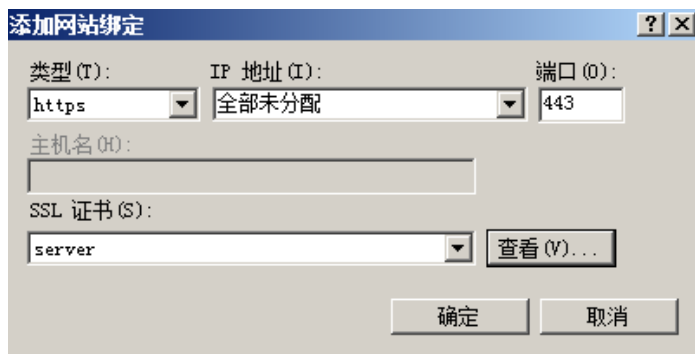 添加网站绑定
类型(T): IP 地址(I): 端口(O):
https 全部未分配 443
主机名(H):
SSL 证书(S):
server 查看(V)...
确定 取消